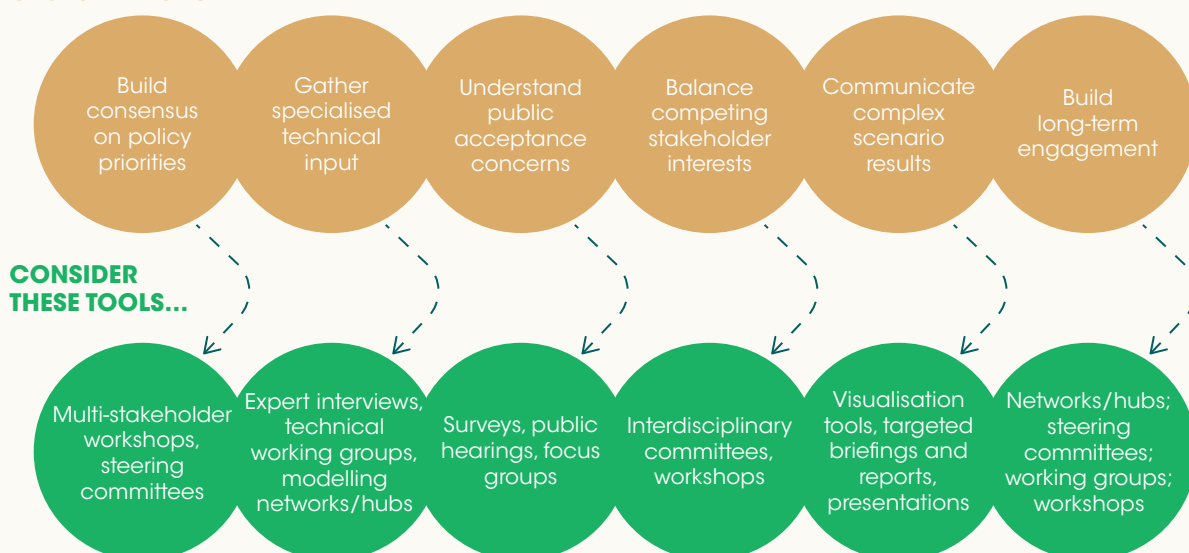 Build
consensus
on policy
priorities
Gather
specialised
technical
input
Understand
public
acceptance
concerns
Balance
competing
stakeholder
interests
Communicate
complex
scenario
results
Build
long-term
engagement
CONSIDER
THESE TOOLS...
Multi-stakeholder
workshops,
steering
committees
Expert interviews,
technical
working groups,
modelling
networks/hubs
Surveys, public
hearings, focus
groups
Interdisciplinary
committees,
workshops
Visualisation
tools, targeted
briefings and
reports,
presentations
Networks/hubs;
steering
committees;
working groups;
workshops